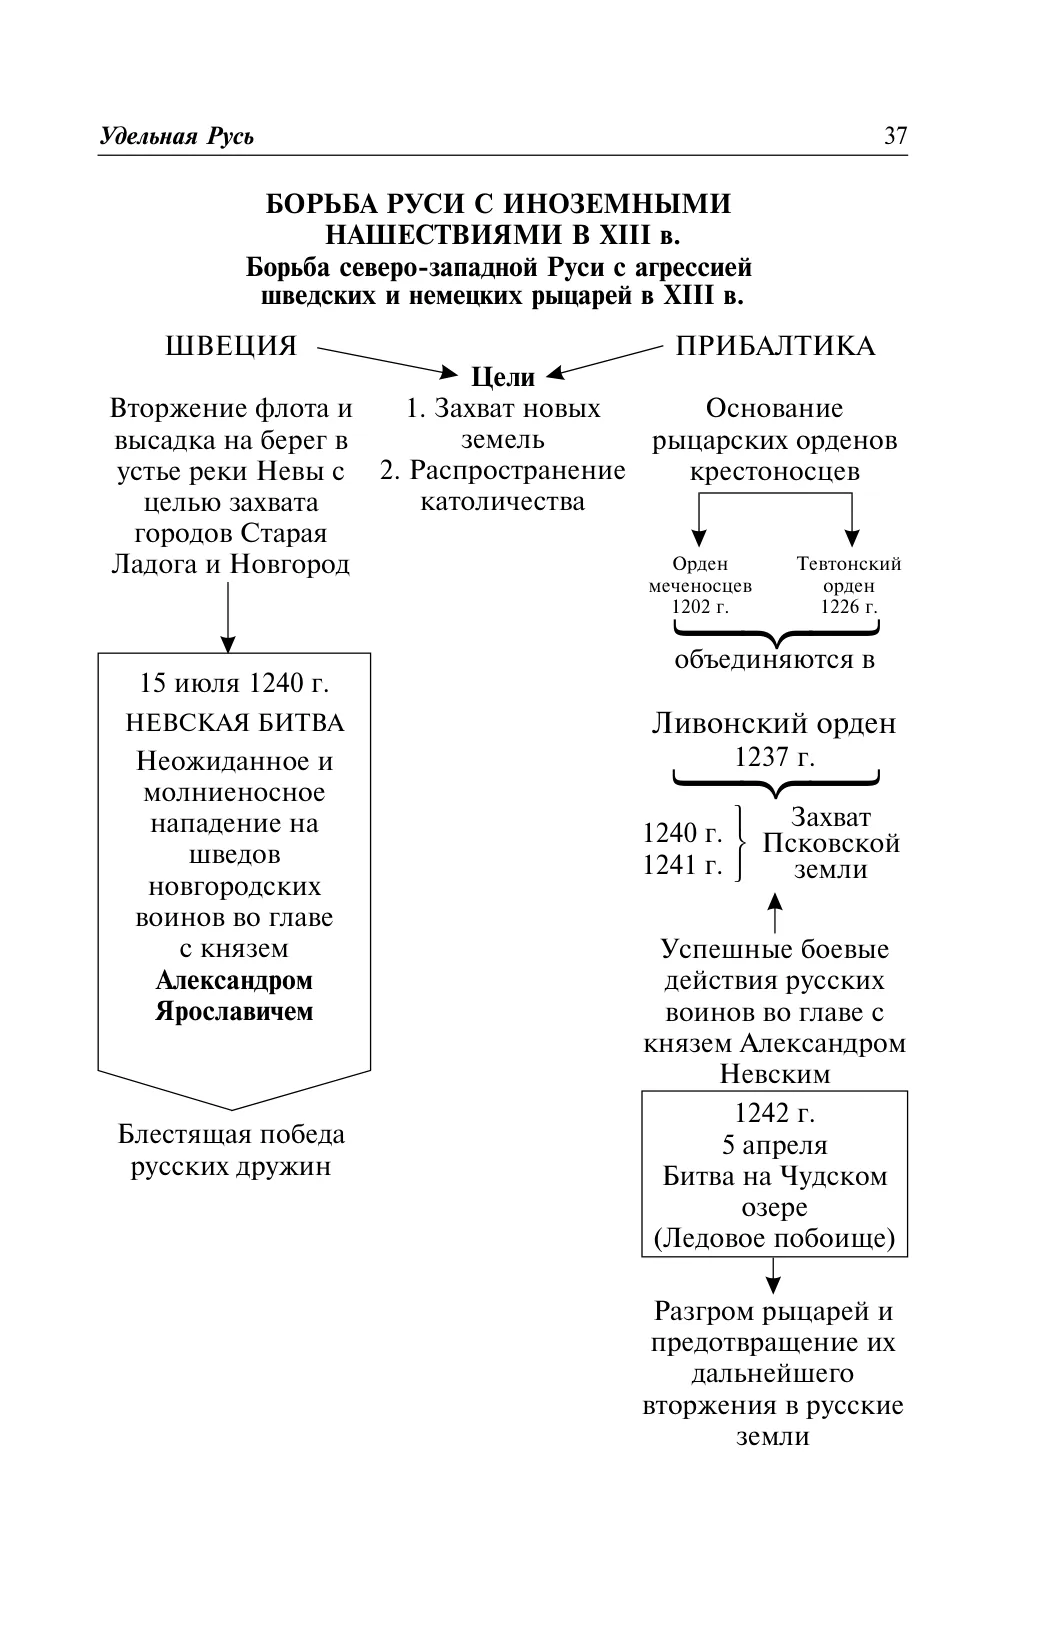 Удельная Русь 37
БОРЬБА РУСИ С ИНОЗЕМНЫМИ
НАШЕСТВИЯМИ В XIII в.
Борьба северо-западной Руси с агрессией
шведских и немецких рыцарей в XIII в.
ШВЕЦИЯ
ПРИБАЛТИКА
Цели
1. Захват новых
земель
2. Распространение
католичества
Вторжение флота и
высадка на берег в
устье реки Невы с
целью захвата
городов Старая
Ладога и Новгород
15 июля 1240 г.
НЕВСКАЯ БИТВА
Неожиданное и
молниеносное
нападение на
шведов
новгородских
воинов во главе
с князем
Александром
Ярославичем
Блестящая победа
русских дружин
Основание
рыцарских орденов
крестоносцев
Орден
меченосцев
1202 г.
Тевтонский
орден
1226 г.
объединяются в
Ливонский орден
1237 г.
1240 г.
1241 г.
Захват
Псковской
земли
Успешные боевые
действия русских
воинов во главе с
князем Александром
Невским
1242 г.
5 апреля
Битва на Чудском
озере
(Ледовое побоище)
Разгром рыцарей и
предотвращение их
дальнейшего
вторжения в русские
земли